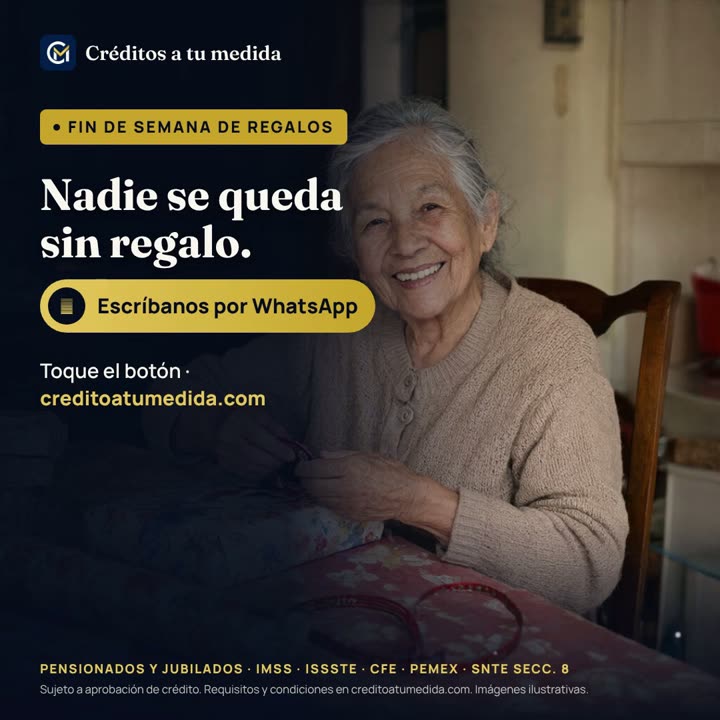 Créditos a tu medida
• FIN DE SEMANA DE REGALOS
Nadie se queda
sin regalo.
Escríbanos por WhatsApp
Toque el botón ·
creditoatumedida.com
PENSIONADOS Y JUBILADOS · IMSS · ISSSTE · CFE · PEMEX · SNTE SECC. 8
Sujeto a aprobación de crédito. Requisitos y condiciones en creditoatumedida.com. Imágenes ilustrativas.